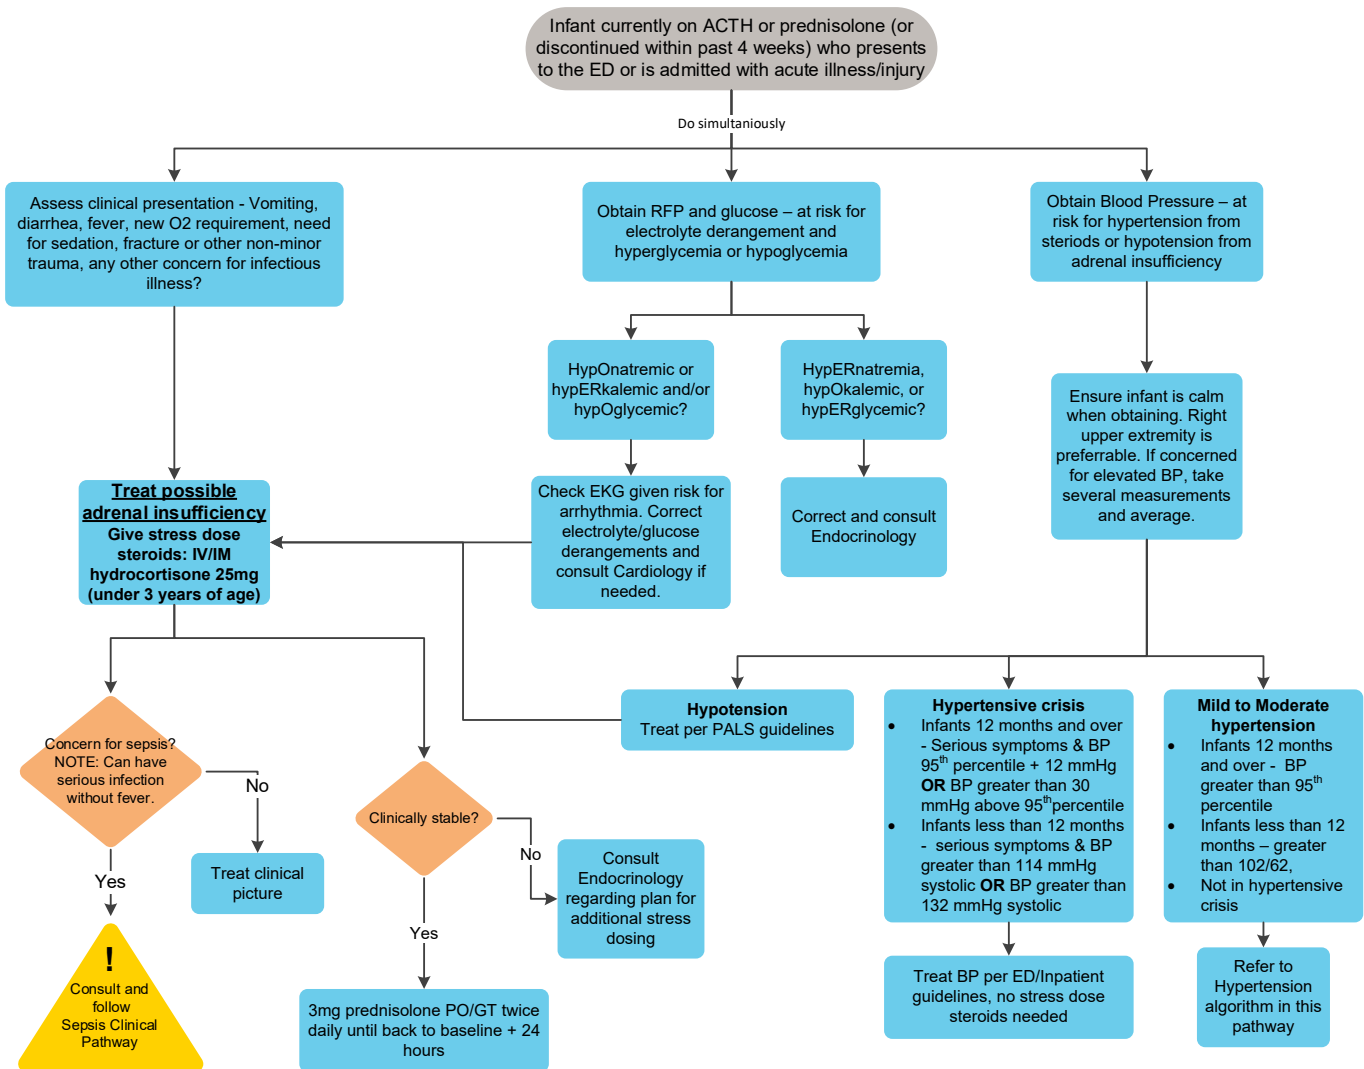 Infant currently on ACTH or prednisolone (or
discontinued within past 4 weeks) who presents
to the ED or is admitted with acute illness/injury
Do simultaniously
Assess clinical presentation - Vomiting,
diarrhea, fever, new O2 requirement, need
for sedation, fracture or other non-minor
trauma, any other concern for infectious
illness?
Obtain RFP and glucose – at risk for
electrolyte derangement and
hyperglycemia or hypoglycemia
Obtain Blood Pressure – at
risk for hypertension from
steriods or hypotension from
adrenal insufficiency
HypOnatremic or
hypERkalemic and/or
hypOglycemic?
HypERnatremia,
hypOkalemic, or
hypERglycemic?
Ensure infant is calm
when obtaining. Right
upper extremity is
preferrable. If concerned
for elevated BP, take
several measurements
and average.
Treat possible
adrenal insufficiency
Give stress dose
steroids: IV/IM
hydrocortisone 25mg
(under 3 years of age)
Check EKG given risk for
arrhythmia. Correct
electrolyte/glucose
derangements and
consult Cardiology if
needed.
Correct and consult
Endocrinology
Hypotension
Treat per PALS guidelines
Hypertensive crisis
• Infants 12 months and over
- Serious symptoms & BP
95th percentile + 12 mmHg
OR BP greater than 30
mmHg above 95th percentile
• Infants less than 12 months
- serious symptoms & BP
greater than 114 mmHg
systolic OR BP greater than
132 mmHg systolic
Mild to Moderate
hypertension
• Infants 12 months
and over - BP
greater than 95th
percentile
• Infants less than 12
months – greater
than 102/62,
• Not in hypertensive
crisis
Concern for sepsis?
NOTE: Can have
serious infection
without fever.
No
Yes
Treat clinical
picture
Clinically stable?
No
Yes
Consult
Endocrinology
regarding plan for
additional stress
dosing
!
Consult and
follow
Sepsis Clinical
Pathway
3mg prednisolone PO/GT twice
daily until back to baseline + 24
hours
Treat BP per ED/Inpatient
guidelines, no stress dose
steroids needed
Refer to
Hypertension
algorithm in this
pathway